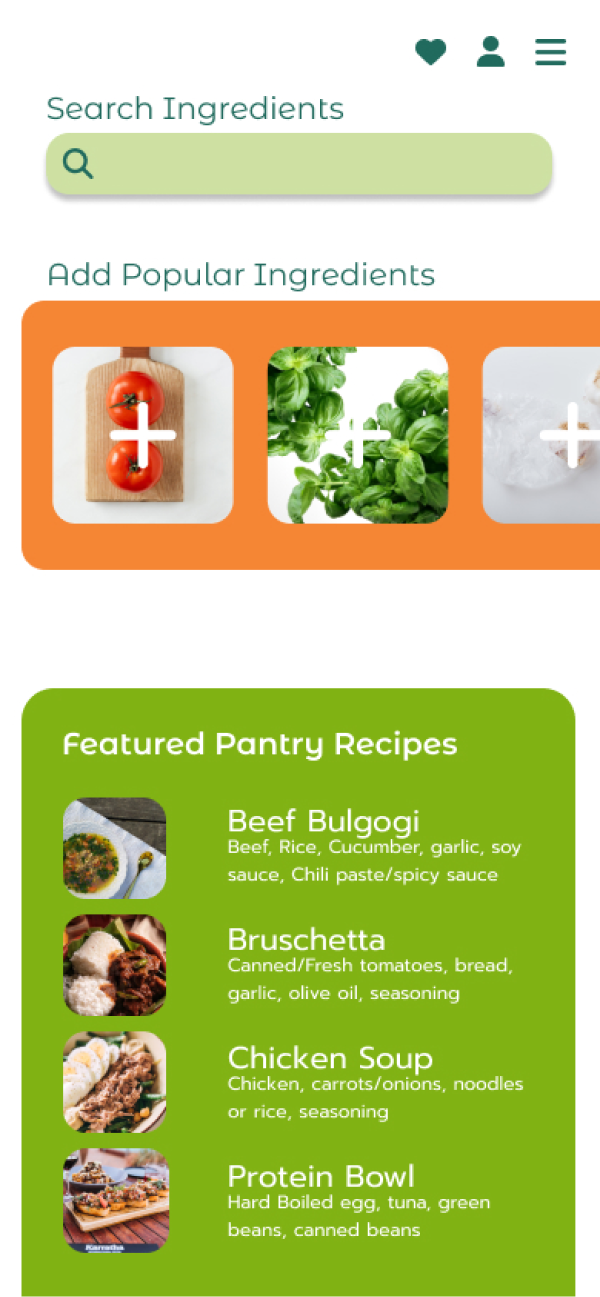 Search Ingredients
Add Popular Ingredients
Featured Pantry Recipes
Beef Bulgogi
Beef, Rice, Cucumber, garlic, soy
sauce, Chili paste/spicy sauce
Bruschetta
Canned/Fresh tomatoes, bread,
garlic, olive oil, seasoning
Chicken Soup
Chicken, carrots/onions, noodles
or rice, seasoning
Protein Bowl
Hard Boiled egg, tuna, green
beans, canned beans